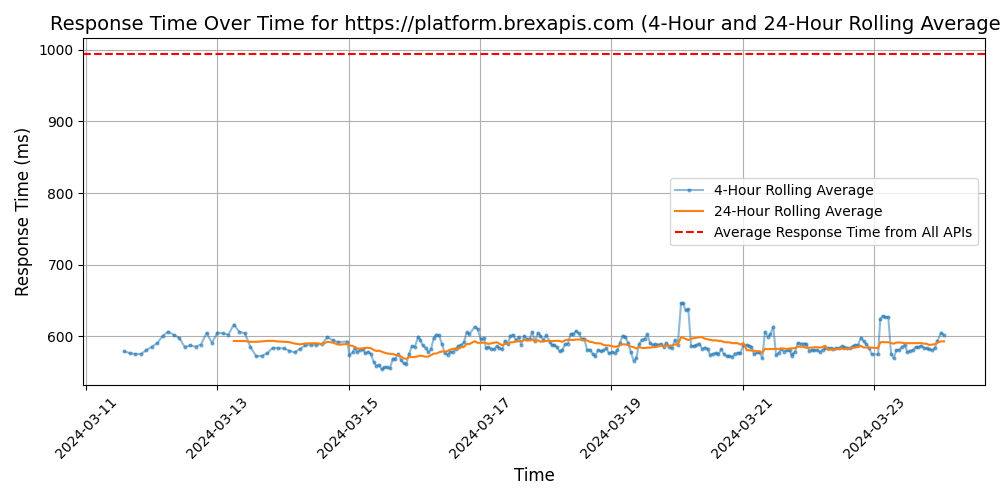 Response Time Over Time for https://platform.brexapis.com (4-Hour and 24-Hour Rolling Average
Response Time (ms)
1000
900
800
700
600
4-Hour Rolling Average
24-Hour Rolling Average
Average Response Time from All APIs
2024-03-11
2024-03-13
2024-03-15
2024-03-17
2024-03-19
2024-03-21
2024-03-23
Time